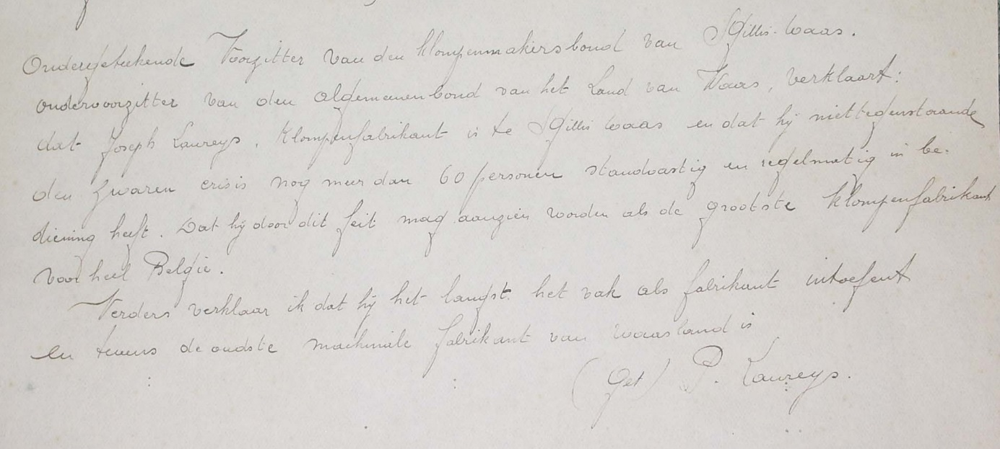 Ondergeteekende Voorzitter van den klompenmakersbond van St Gillis-Waas.
ondervoorzitter van den algemeenen bond van het Land van Waas, verklaart:
dat Joseph Laureys, Klompenfabrikant is te St Gillis Waas en dat hij niettegenstaande
den zwaren crisis nog meer dan 60 personen standvastig en regelmatig in be-
diening heeft. Dat hij door dit feit mag aanzien worden als de grootste klompenfabrikant
voor heel België.
Verders verklaar ik dat hij het langst het vak als fabrikant uitoefent
en tevens de oudste machinale fabrikant van Waasland is
(Get) P. Laureys.